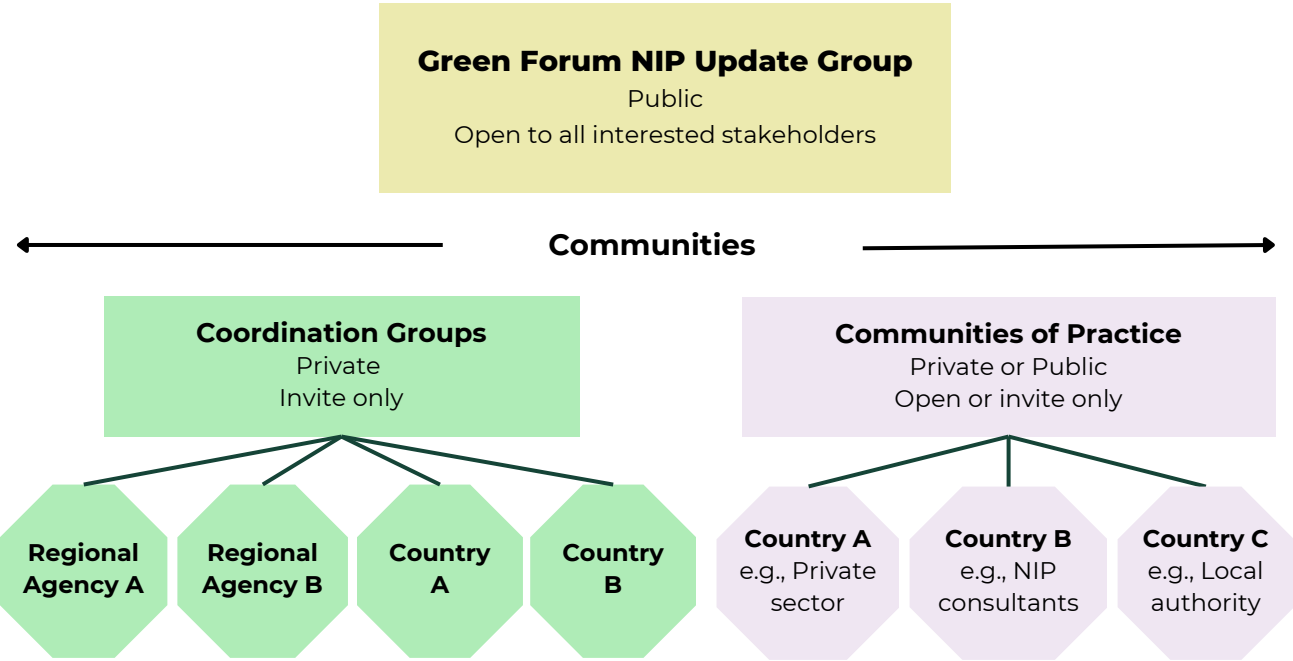 Green Forum NIP Update Group
Public
Open to all interested stakeholders
Communities
Coordination Groups
Private
Invite only
Communities of Practice
Private or Public
Open or invite only
Regional
Agency A
Regional
Agency B
Country
A
Country
B
Country A
e.g., Private
sector
Country B
e.g., NIP
consultants
Country C
e.g., Local
authority